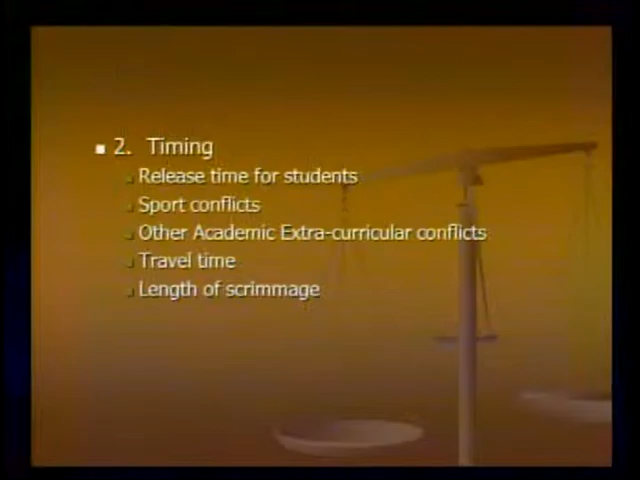 2. Timing
Release time for students
Sport conflicts
Other Academic Extra-curricular conflicts
Travel time
Length of scrimmage